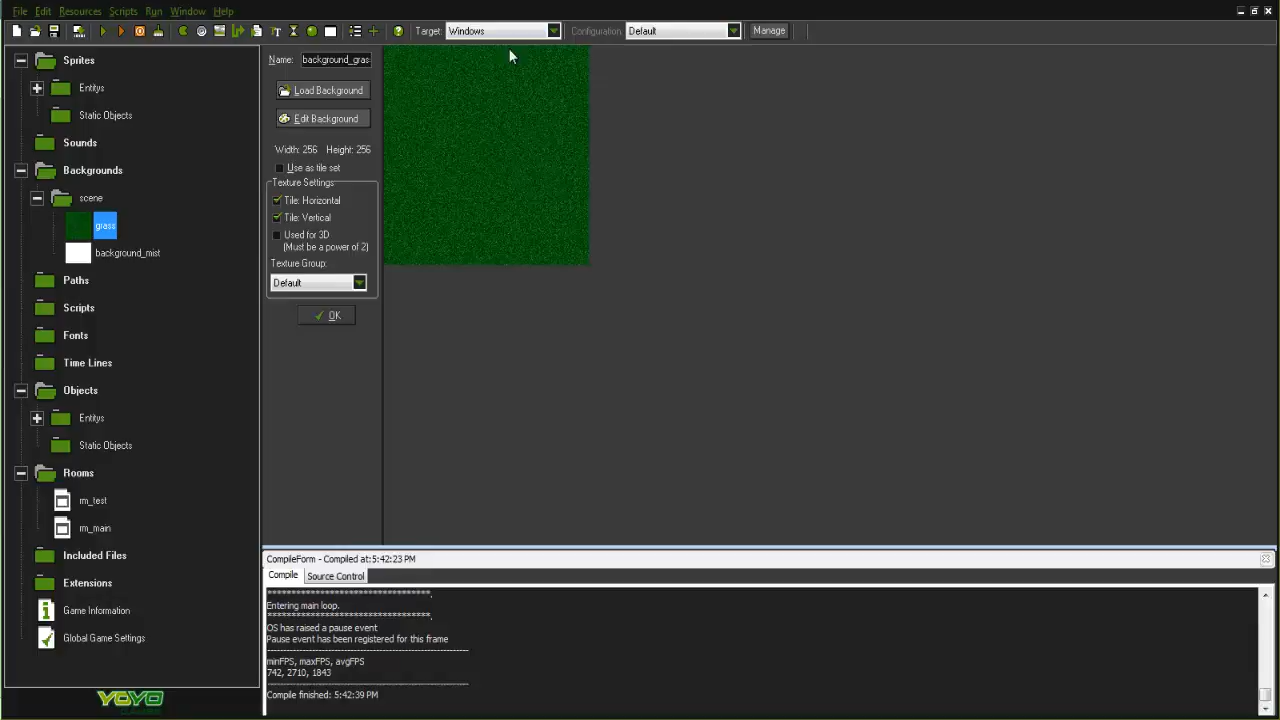 File Edit Resources Scripts Run Window Help
Target: Windows Configuration: Default Manage
Sprites
Entitys
Static Objects
Sounds
Backgrounds
scene
grass
background_mist
Paths
Scripts
Fonts
Time Lines
Objects
Entitys
Static Objects
Rooms
rm_test
rm_main
Included Files
Extensions
Game Information
Global Game Settings
YOYO
Name: background_gras
Load Background
Edit Background
Width: 256 Height: 256
Use as tile set
Texture Settings:
Tile: Horizontal
Tile: Vertical
Used for 3D
(Must be a power of 2)
Texture Group:
Default
OK
CompileForm - Compiled at:5:42:23 PM
Compile Source Control
***********************************.
Entering main loop.
***********************************.
OS has raised a pause event
Pause event has been registered for this frame
----------------------------------------------------
minFPS, maxFPS, avgFPS
742, 2710, 1843
----------------------------------------------------
Compile finished: 5:42:39 PM